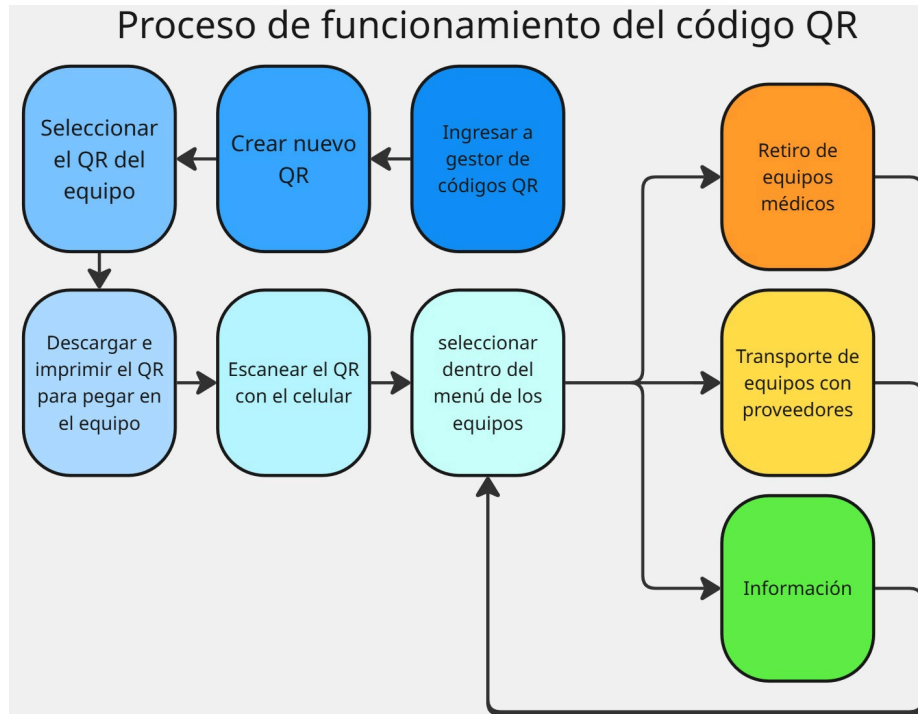 Proceso de funcionamiento del código QR
Seleccionar
el QR del
equipo
Crear nuevo
QR
Ingresar a
gestor de
códigos QR
Retiro de
equipos
médicos
Descargar e
imprimir el QR
para pegar en
el equipo
Escanear el QR
con el celular
seleccionar
dentro del
menú de los
equipos
Transporte de
equipos con
proveedores
Información